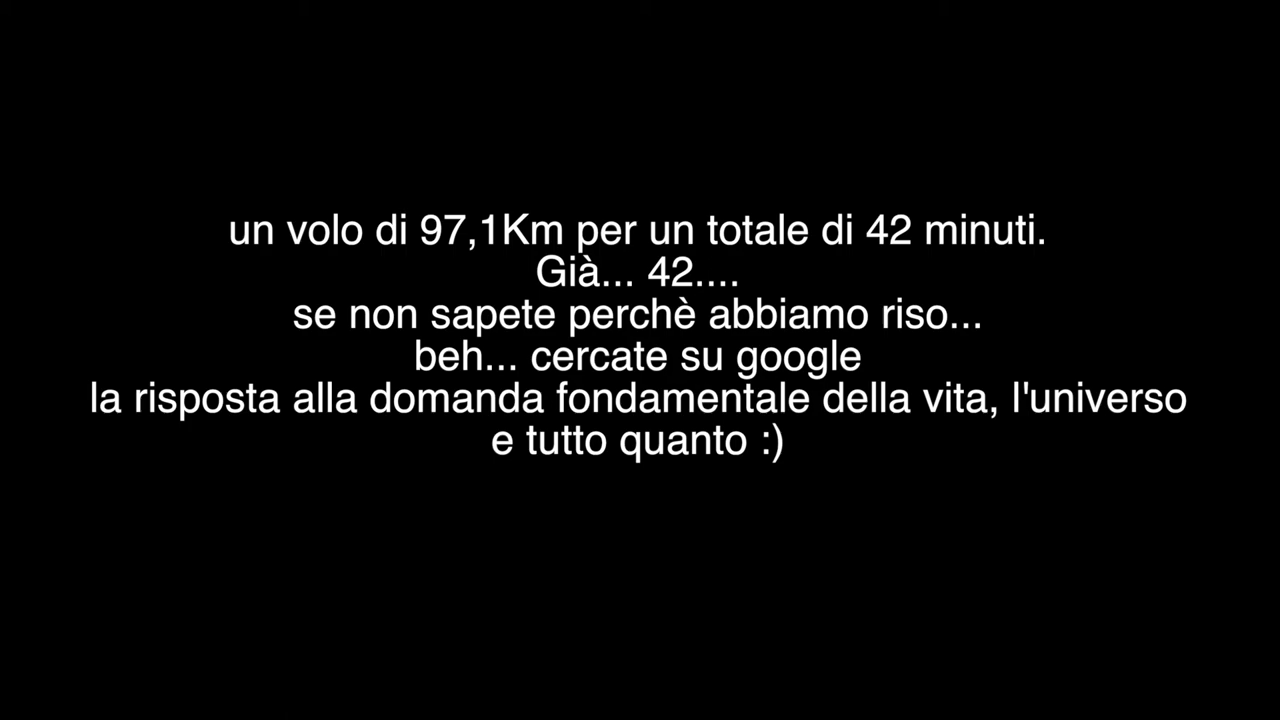 un volo di 97,1Km per un totale di 42 minuti.
Già... 42....
se non sapete perchè abbiamo riso...
beh... cercate su google
la risposta alla domanda fondamentale della vita, l'universo
e tutto quanto :)